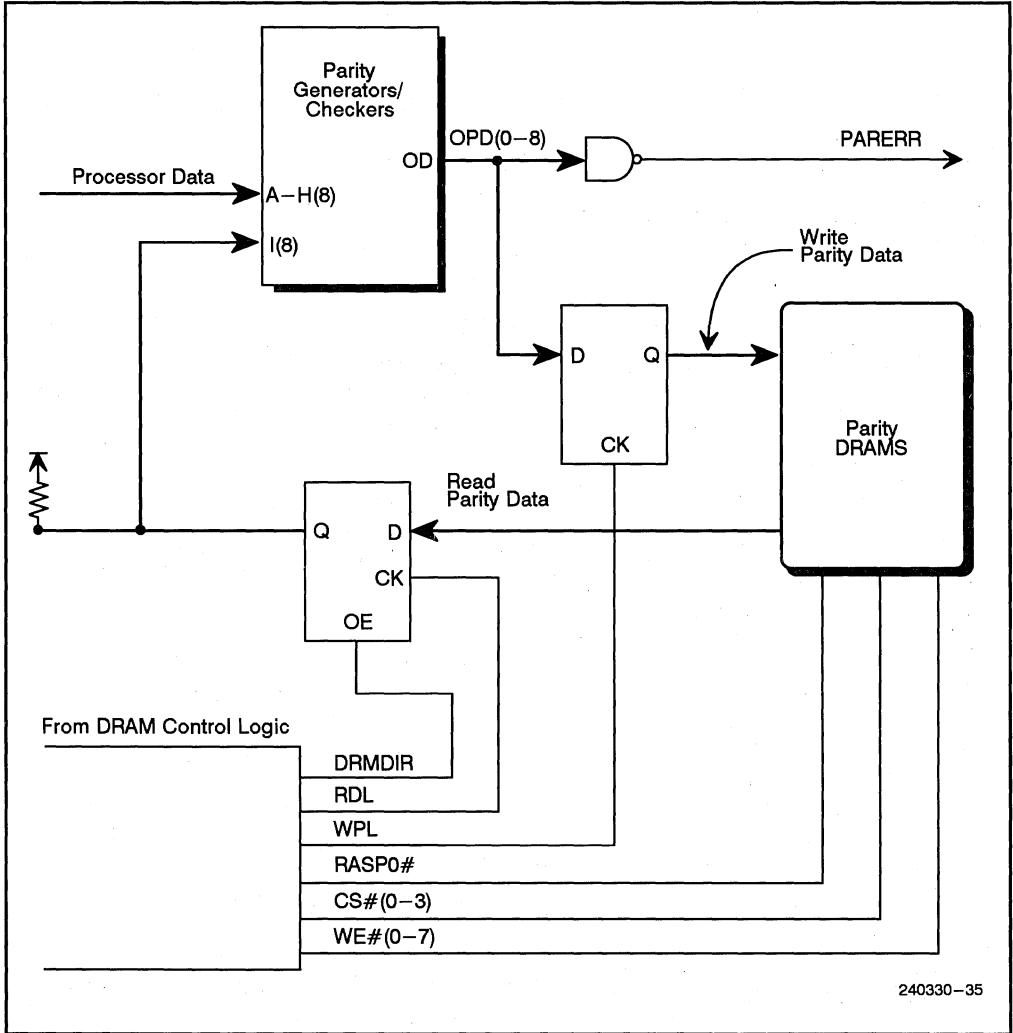 Parity
Generators/
Checkers
OPD(0-8)
PARERR
OD
Processor Data
A-H(8)
I(8)
Write
Parity Data
D
Q
CK
Parity
DRAMS
Read
Parity Data
Q
D
CK
OE
From DRAM Control Logic
DRMDIR
RDL
WPL
RASP0#
CS#(0-3)
WE#(0-7)
240330-35